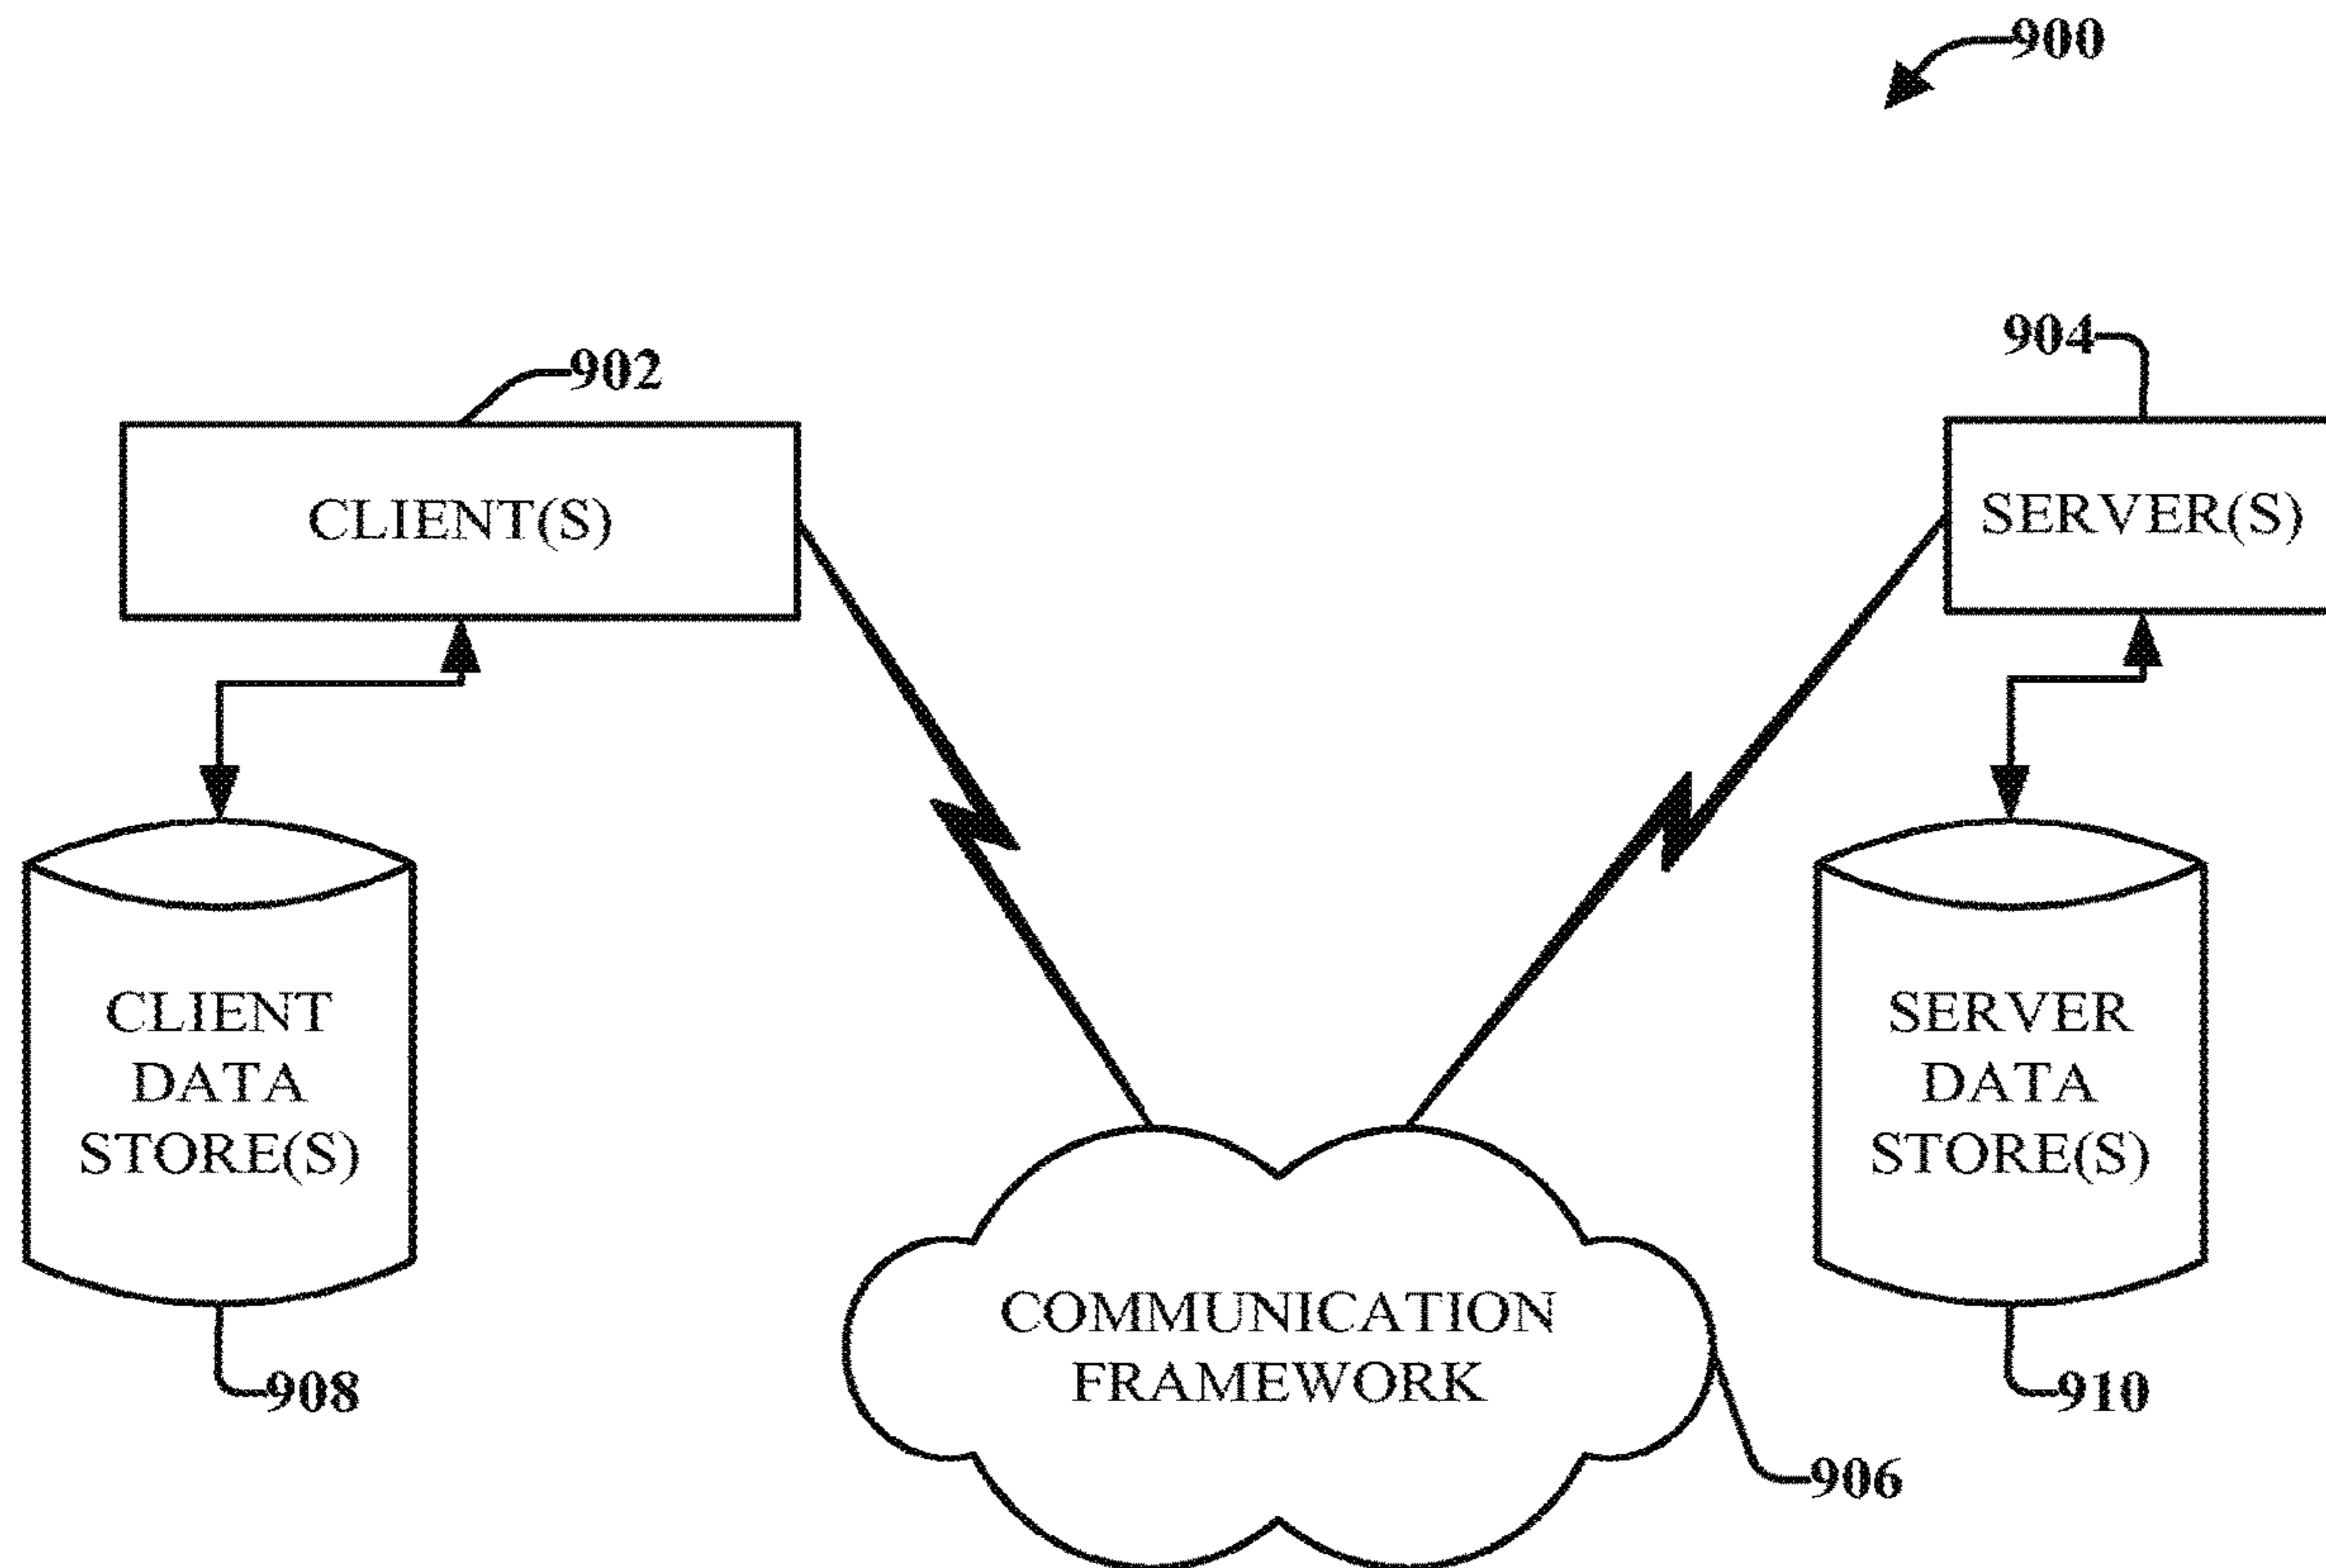 900
902
904
CLIENT(S)
SERVER(S)
CLIENT
DATA
STORE(S)
SERVER
DATA
STORE(S)
COMMUNICATION
FRAMEWORK
908
910
906